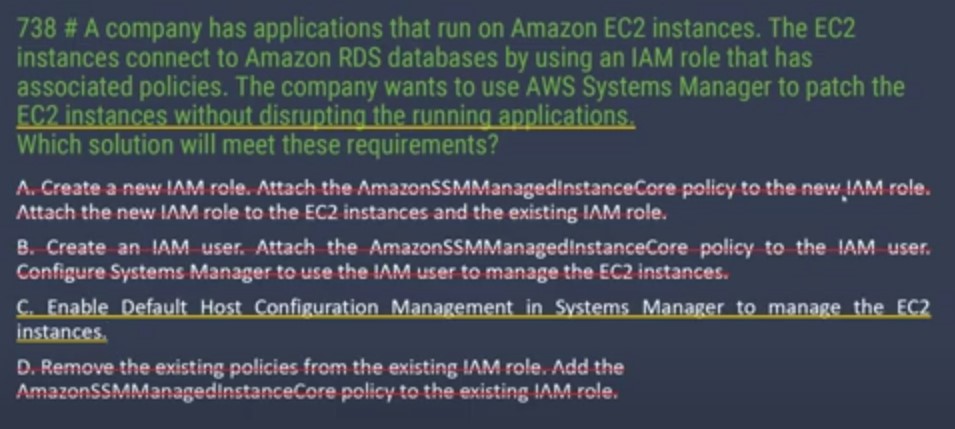 738 # A company has applications that run on Amazon EC2 instances. The EC2
instances connect to Amazon RDS databases by using an IAM role that has
associated policies. The company wants to use AWS Systems Manager to patch the
EC2 instances without disrupting the running applications.
Which solution will meet these requirements?
A. Create a new IAM role. Attach the AmazonSSMManagedInstanceCore policy to the new IAM role.
Attach the new IAM role to the EC2 instances and the existing IAM role.
B. Create an IAM user. Attach the AmazonSSMManagedInstanceCore policy to the IAM user.
Configure Systems Manager to use the IAM user to manage the EC2 instances.
C. Enable Default Host Configuration Management in Systems Manager to manage the EC2
instances.
D. Remove the existing policies from the existing IAM role. Add the
AmazonSSMManagedInstanceCore policy to the existing IAM role.